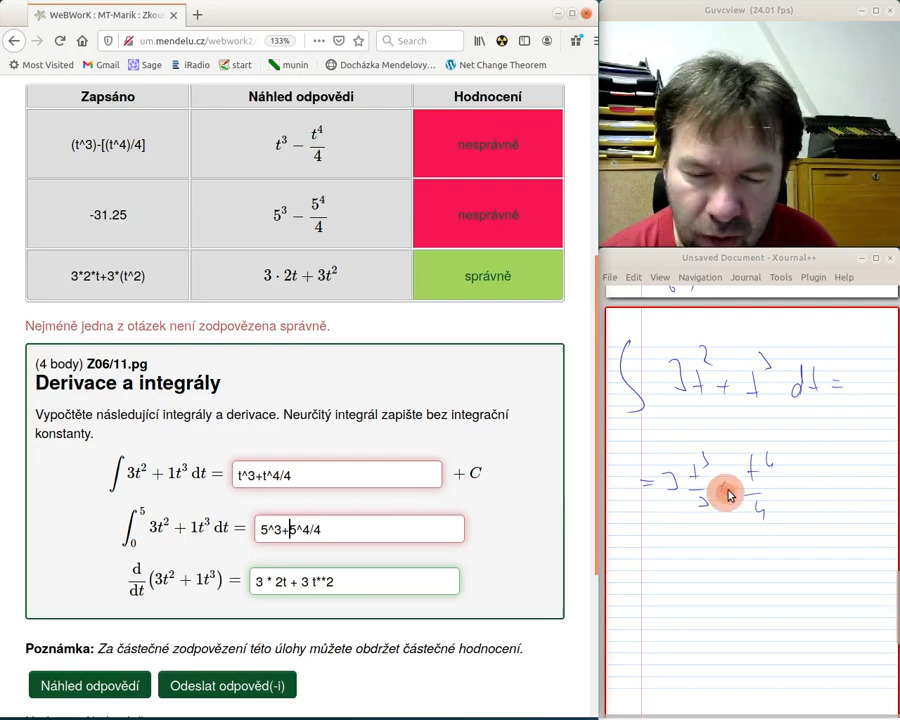 WeBWorK : MT-Marik : Zkou
Guvcview (24.01 fps)
um.mendelu.cz/webwork2/
133%
Search
Most Visited Gmail Sage iRadio start munin Docházka Mendelovy... Net Change Theorem
Zapsáno Náhled odpovědi Hodnocení
(t^3)-[(t^4)/4] t³ − t⁴/4 nesprávně
-31.25 5³ − 5⁴/4 nesprávně
3*2*t+3*(t^2) 3 · 2t + 3t² správně
Nejméně jedna z otázek není zodpovězena správně.
(4 body) Z06/11.pg
Derivace a integrály
Vypočtěte následující integrály a derivace. Neurčitý integrál zapište bez integrační
konstanty.
∫ 3t² + 1t³ dt = t^3+t^4/4 + C
∫₀⁵ 3t² + 1t³ dt = 5^3+5^4/4
d/dt (3t² + 1t³) = 3 * 2t + 3 t**2
Poznámka: Za částečné zodpovězení této úlohy můžete obdržet částečné hodnocení.
Náhled odpovědí Odeslat odpověd(-i)
Unsaved Document - Xournal++
File Edit View Navigation Journal Tools Plugin Help
∫ 3t² + t³ dt =
= 3 t³/3 + t⁴/4